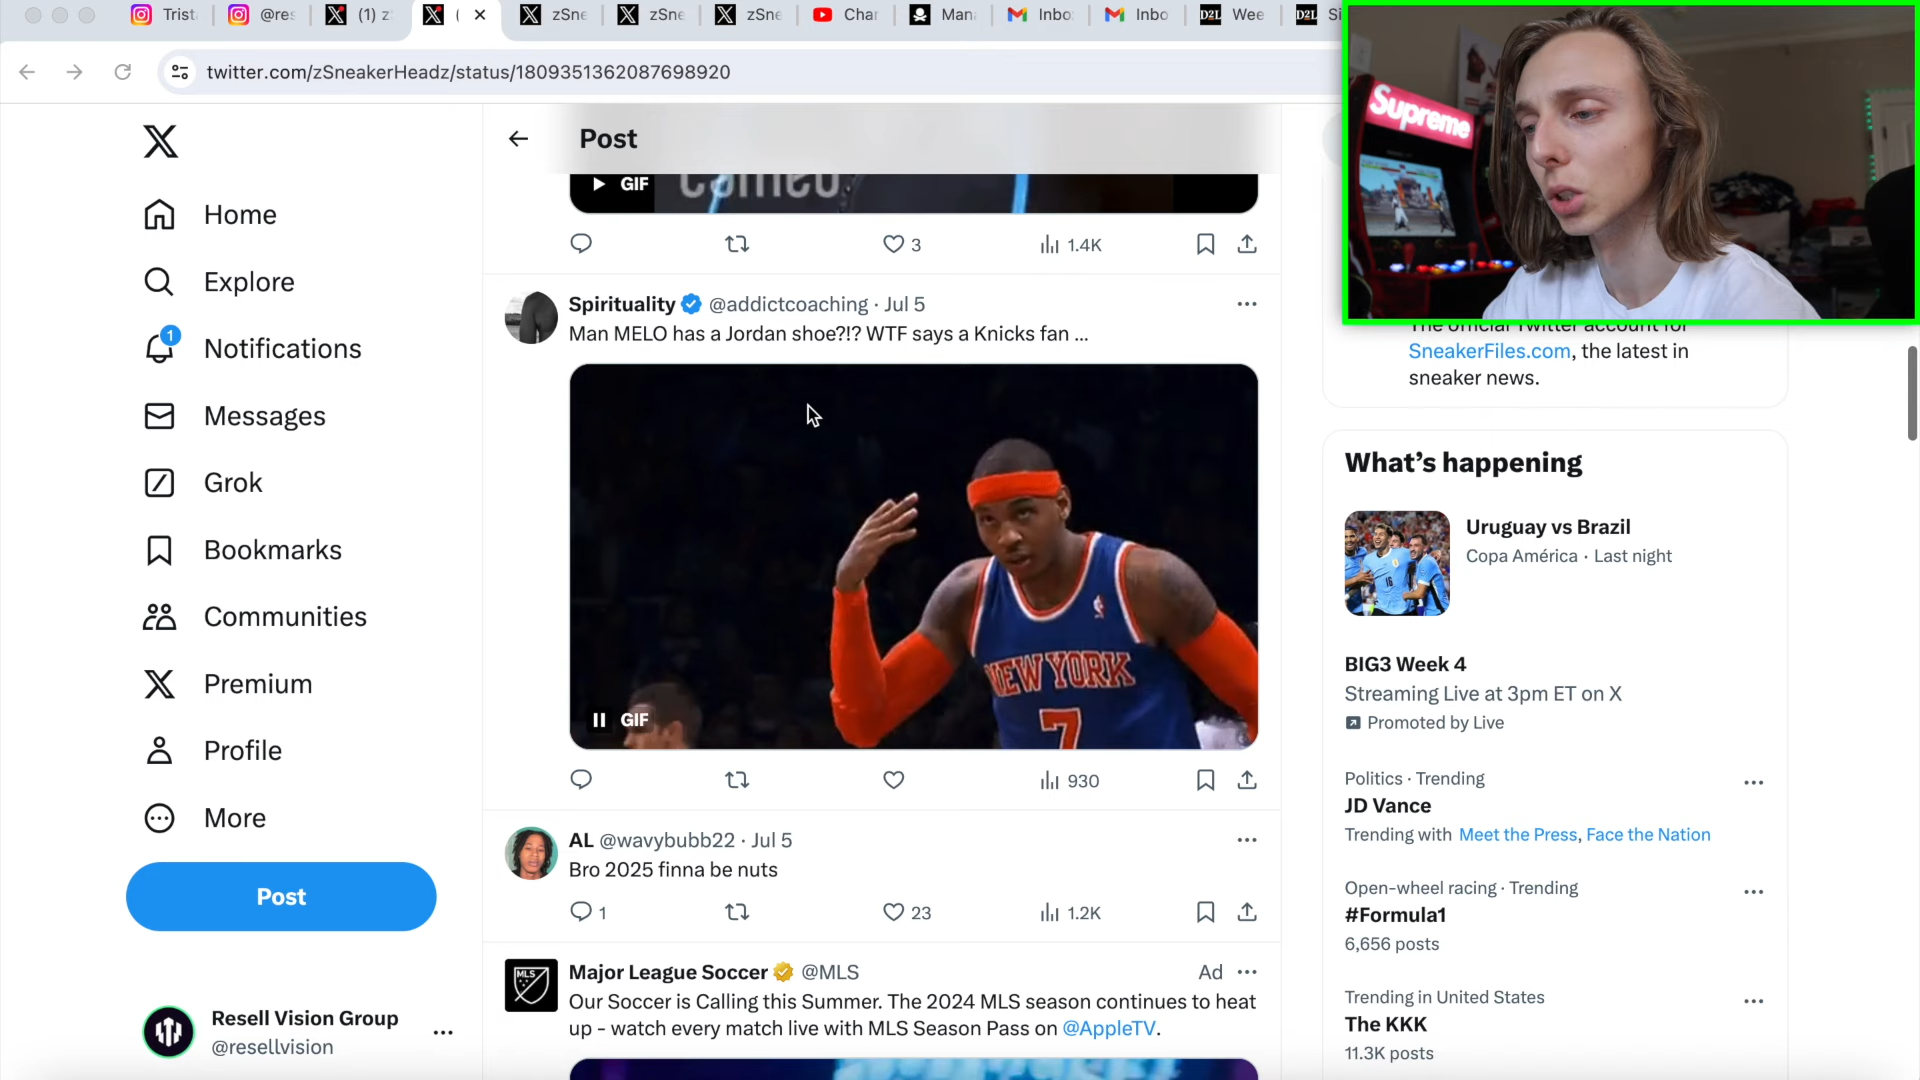 Trist
@res
(1) z
(
zSne
zSne
zSne
Char
Man
Inbo
Inbo
D2L Wee
D2L Si
twitter.com/zSneakerHeadz/status/1809351362087698920
Supreme
Home
Explore
1
Notifications
Messages
Grok
Bookmarks
Communities
Premium
Profile
More
Post
Resell Vision Group
@resellvision
Post
GIF
cameo
3
1.4K
Spirituality @addictcoaching · Jul 5
Man MELO has a Jordan shoe?!? WTF says a Knicks fan ...
NEW YORK
7
GIF
930
AL @wavybubb22 · Jul 5
Bro 2025 finna be nuts
1
23
1.2K
MLS
Major League Soccer @MLS
Ad
Our Soccer is Calling this Summer. The 2024 MLS season continues to heat
up - watch every match live with MLS Season Pass on @AppleTV.
The official Twitter account for
SneakerFiles.com, the latest in
sneaker news.
What's happening
Uruguay vs Brazil
Copa América · Last night
BIG3 Week 4
Streaming Live at 3pm ET on X
Promoted by Live
Politics · Trending
JD Vance
Trending with Meet the Press, Face the Nation
Open-wheel racing · Trending
#Formula1
6,656 posts
Trending in United States
The KKK
11.3K posts